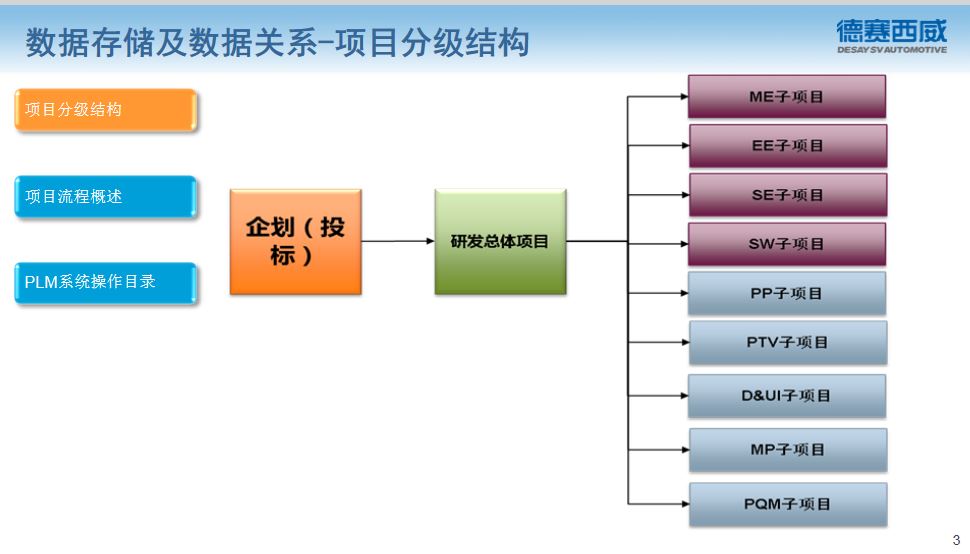 数据存储及数据关系-项目分级结构
德赛西威
DESAY SV AUTOMOTIVE
项目分级结构
项目流程概述
PLM系统操作目录
企划（投
标）
研发总体项目
ME子项目
EE子项目
SE子项目
SW子项目
PP子项目
PTV子项目
D&UI子项目
MP子项目
PQM子项目
3